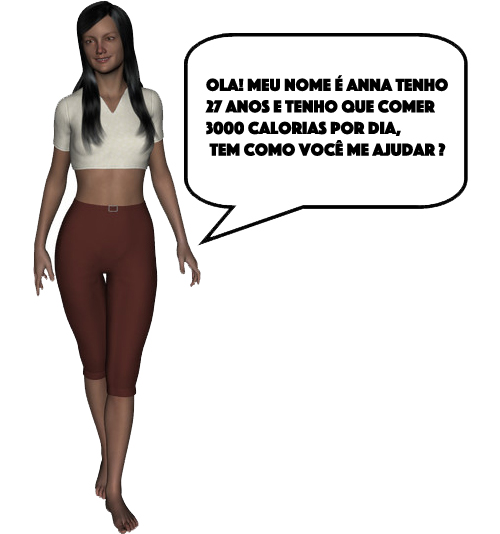 OLA! MEU NOME É ANNA TENHO
27 ANOS E TENHO QUE COMER
3000 CALORIAS POR DIA,
TEM COMO VOCÊ ME AJUDAR ?